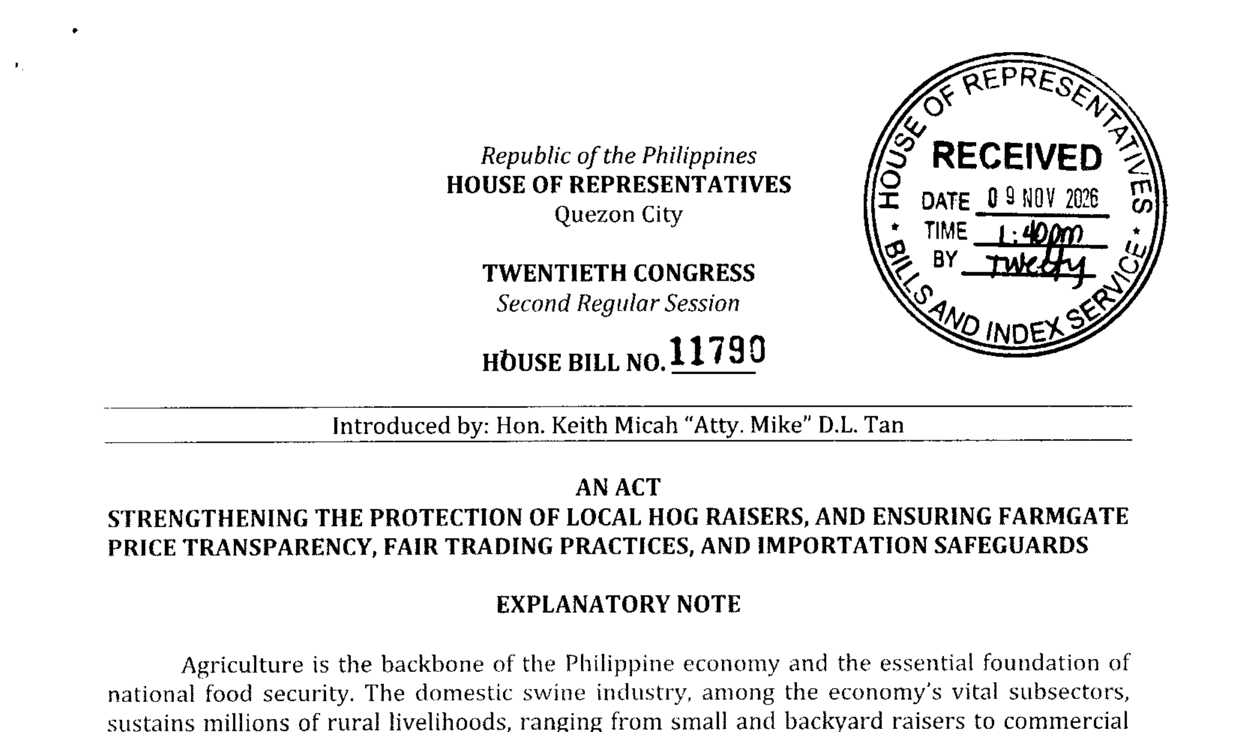 Republic of the Philippines
HOUSE OF REPRESENTATIVES
Quezon City
TWENTIETH CONGRESS
Second Regular Session
HOUSE BILL NO. 11790
HOUSE OF REPRESENTATIVES
RECEIVED
DATE 09 NOV 2026
TIME 1:40pm
BY
* BILLS AND INDEX SERVICE *
Introduced by: Hon. Keith Micah “Atty. Mike” D.L. Tan
AN ACT
STRENGTHENING THE PROTECTION OF LOCAL HOG RAISERS, AND ENSURING FARMGATE
PRICE TRANSPARENCY, FAIR TRADING PRACTICES, AND IMPORTATION SAFEGUARDS
EXPLANATORY NOTE
Agriculture is the backbone of the Philippine economy and the essential foundation of
national food security. The domestic swine industry, among the economy’s vital subsectors,
sustains millions of rural livelihoods, ranging from small and backyard raisers to commercial